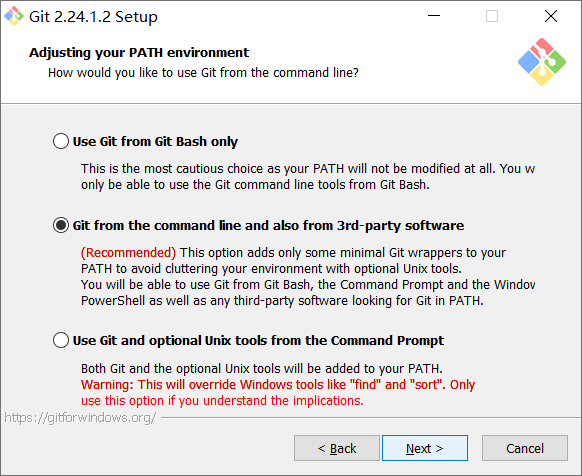 Git 2.24.1.2 Setup
Adjusting your PATH environment
How would you like to use Git from the command line?
Use Git from Git Bash only
This is the most cautious choice as your PATH will not be modified at all. You w
only be able to use the Git command line tools from Git Bash.
Git from the command line and also from 3rd-party software
(Recommended) This option adds only some minimal Git wrappers to your
PATH to avoid cluttering your environment with optional Unix tools.
You will be able to use Git from Git Bash, the Command Prompt and the Window
PowerShell as well as any third-party software looking for Git in PATH.
Use Git and optional Unix tools from the Command Prompt
Both Git and the optional Unix tools will be added to your PATH.
Warning: This will override Windows tools like "find" and "sort". Only
use this option if you understand the implications.
https://gitforwindows.org/
< Back Next > Cancel